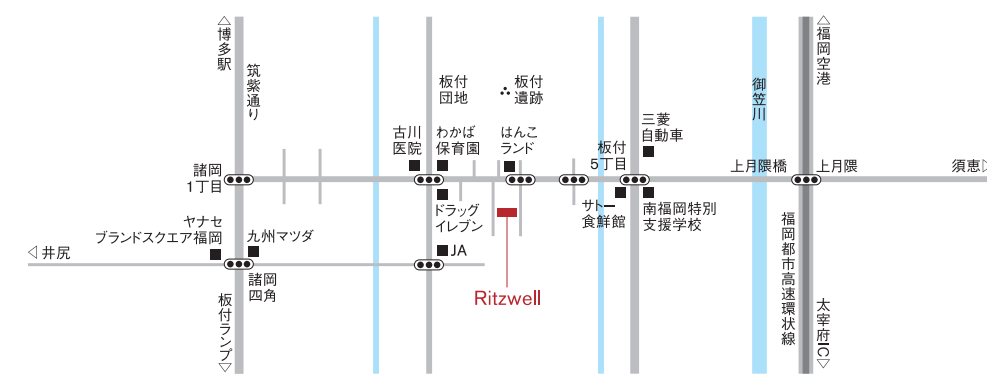 △博多駅
筑紫通り
板付
団地
板付
遺跡
御笠川
△福岡空港
古川
医院
わかば
保育園
はんこ
ランド
板付
5丁目
三菱
自動車
諸岡
1丁目
上月隈橋
上月隈
須恵▷
ドラッグ
イレブン
サトー
食鮮館
南福岡特別
支援学校
ヤナセ
ブランドスクエア福岡
九州マツダ
JA
◁井尻
諸岡
四角
Ritzwell
板付ランプ▽
福岡都市高速環状線
太宰府IC▽